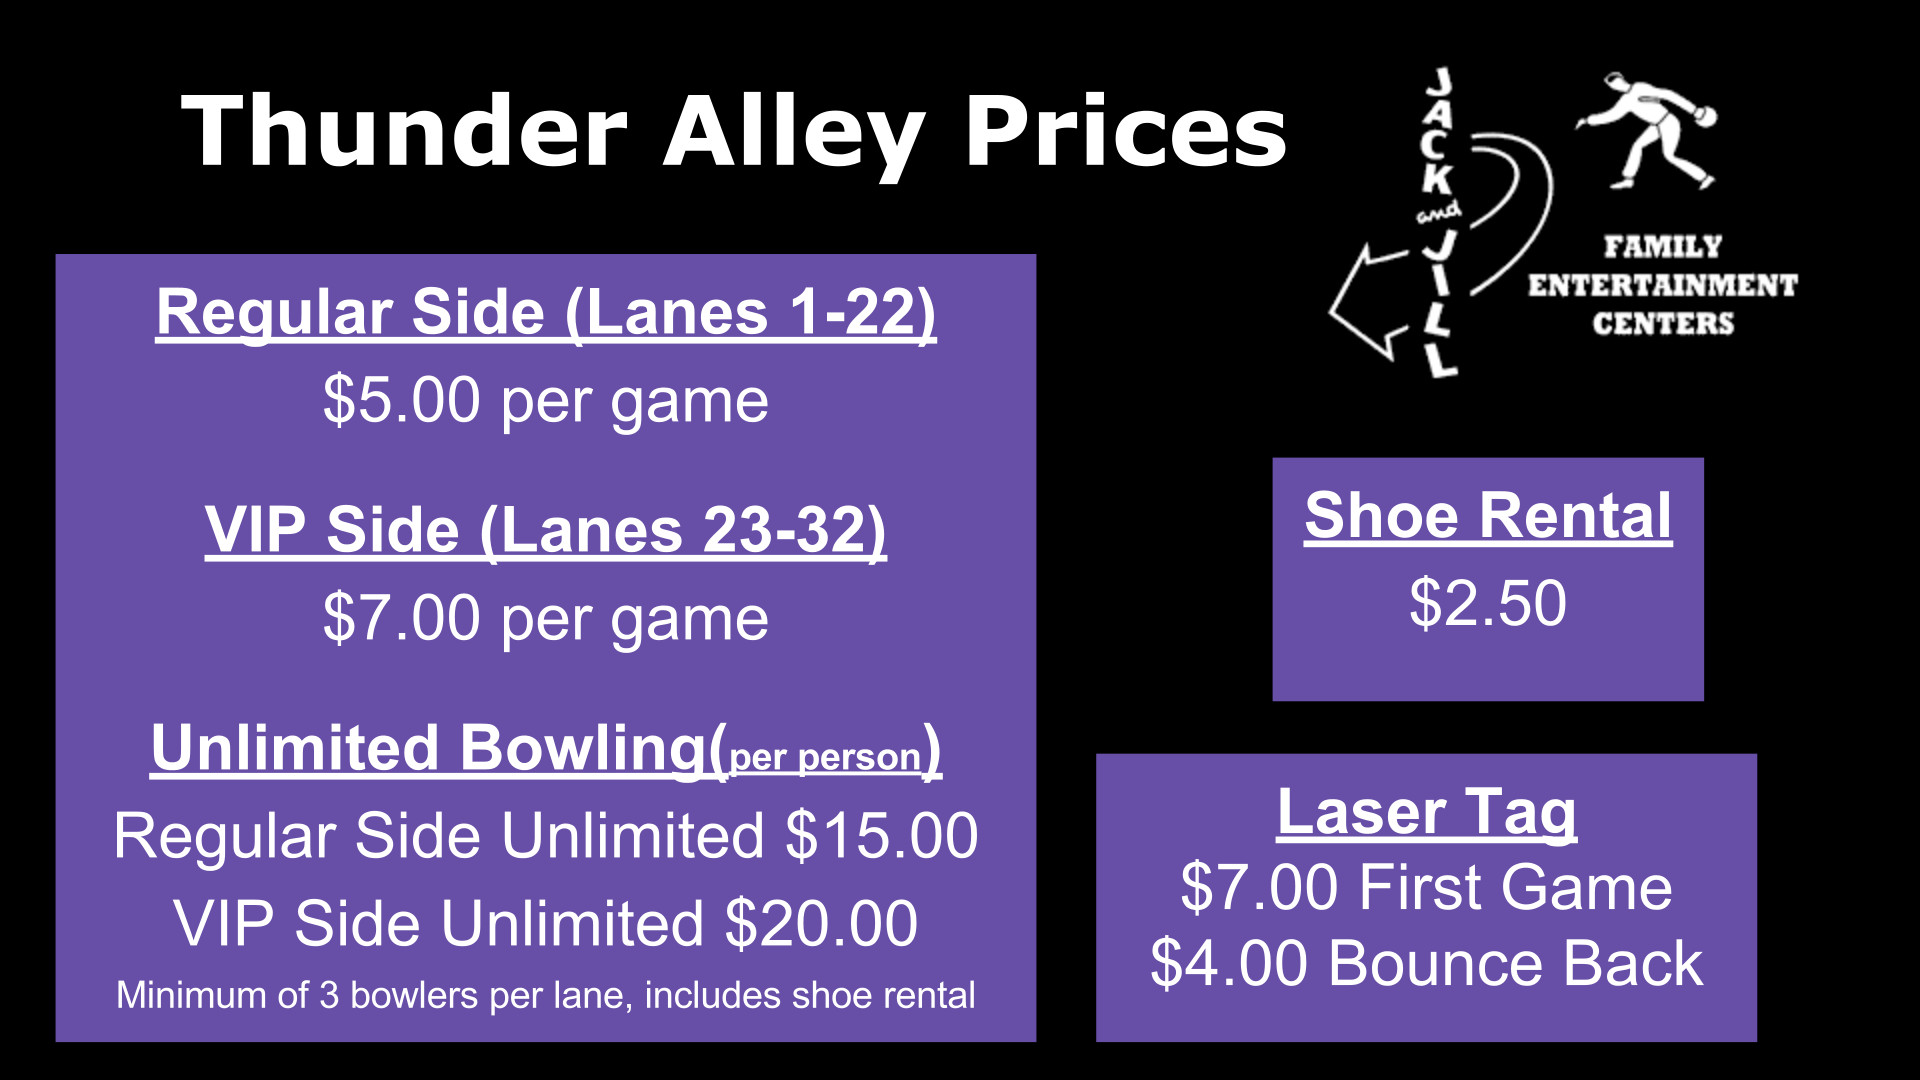 Thunder Alley Prices
JACK and JILL
FAMILY
ENTERTAINMENT
CENTERS
Regular Side (Lanes 1-22)
$5.00 per game
VIP Side (Lanes 23-32)
$7.00 per game
Unlimited Bowling(per person)
Regular Side Unlimited $15.00
VIP Side Unlimited $20.00
Minimum of 3 bowlers per lane, includes shoe rental
Shoe Rental
$2.50
Laser Tag
$7.00 First Game
$4.00 Bounce Back